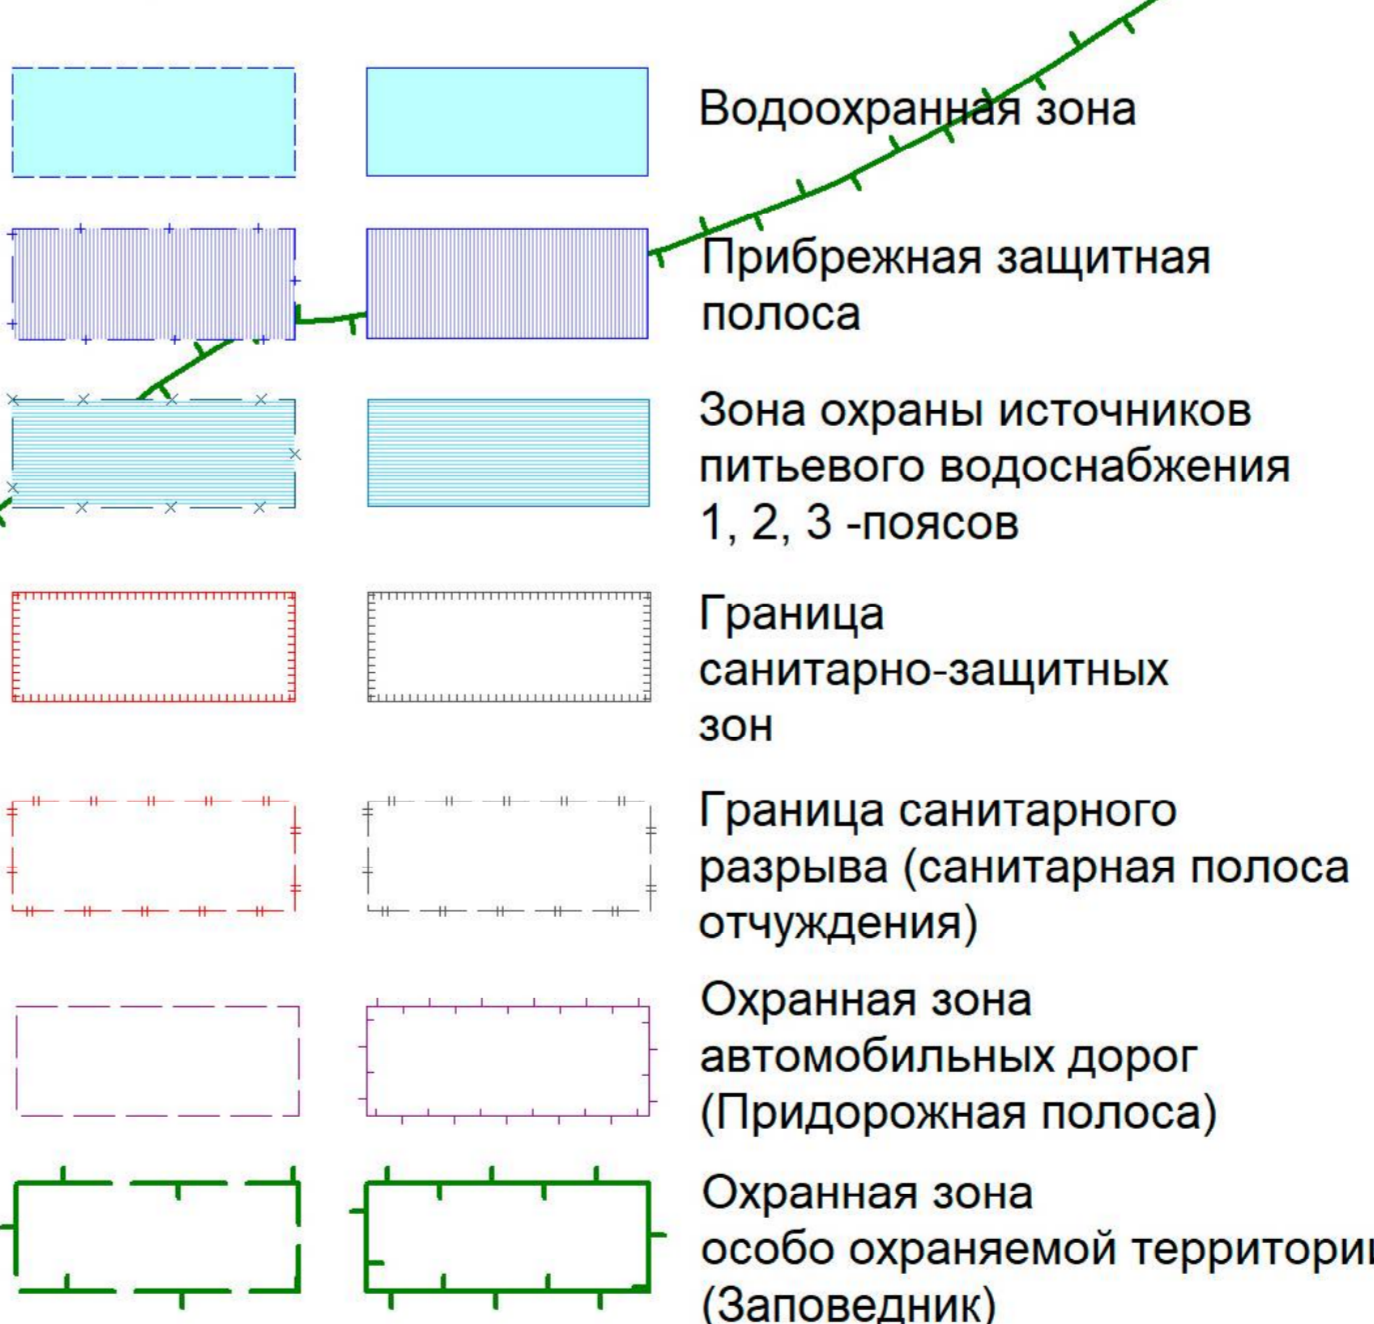 Водоохранная зона
Прибрежная защитная
полоса
Зона охраны источников
питьевого водоснабжения
1, 2, 3 -поясов
Граница
санитарно-защитных
зон
Граница санитарного
разрыва (санитарная полоса
отчуждения)
Охранная зона
автомобильных дорог
(Придорожная полоса)
Охранная зона
особо охраняемой территории
(Заповедник)